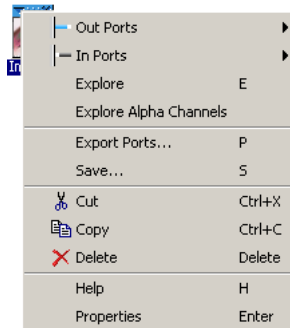 Out Ports
In Ports
Explore E
Explore Alpha Channels
Export Ports... P
Save... S
Cut Ctrl+X
Copy Ctrl+C
Delete Delete
Help H
Properties Enter